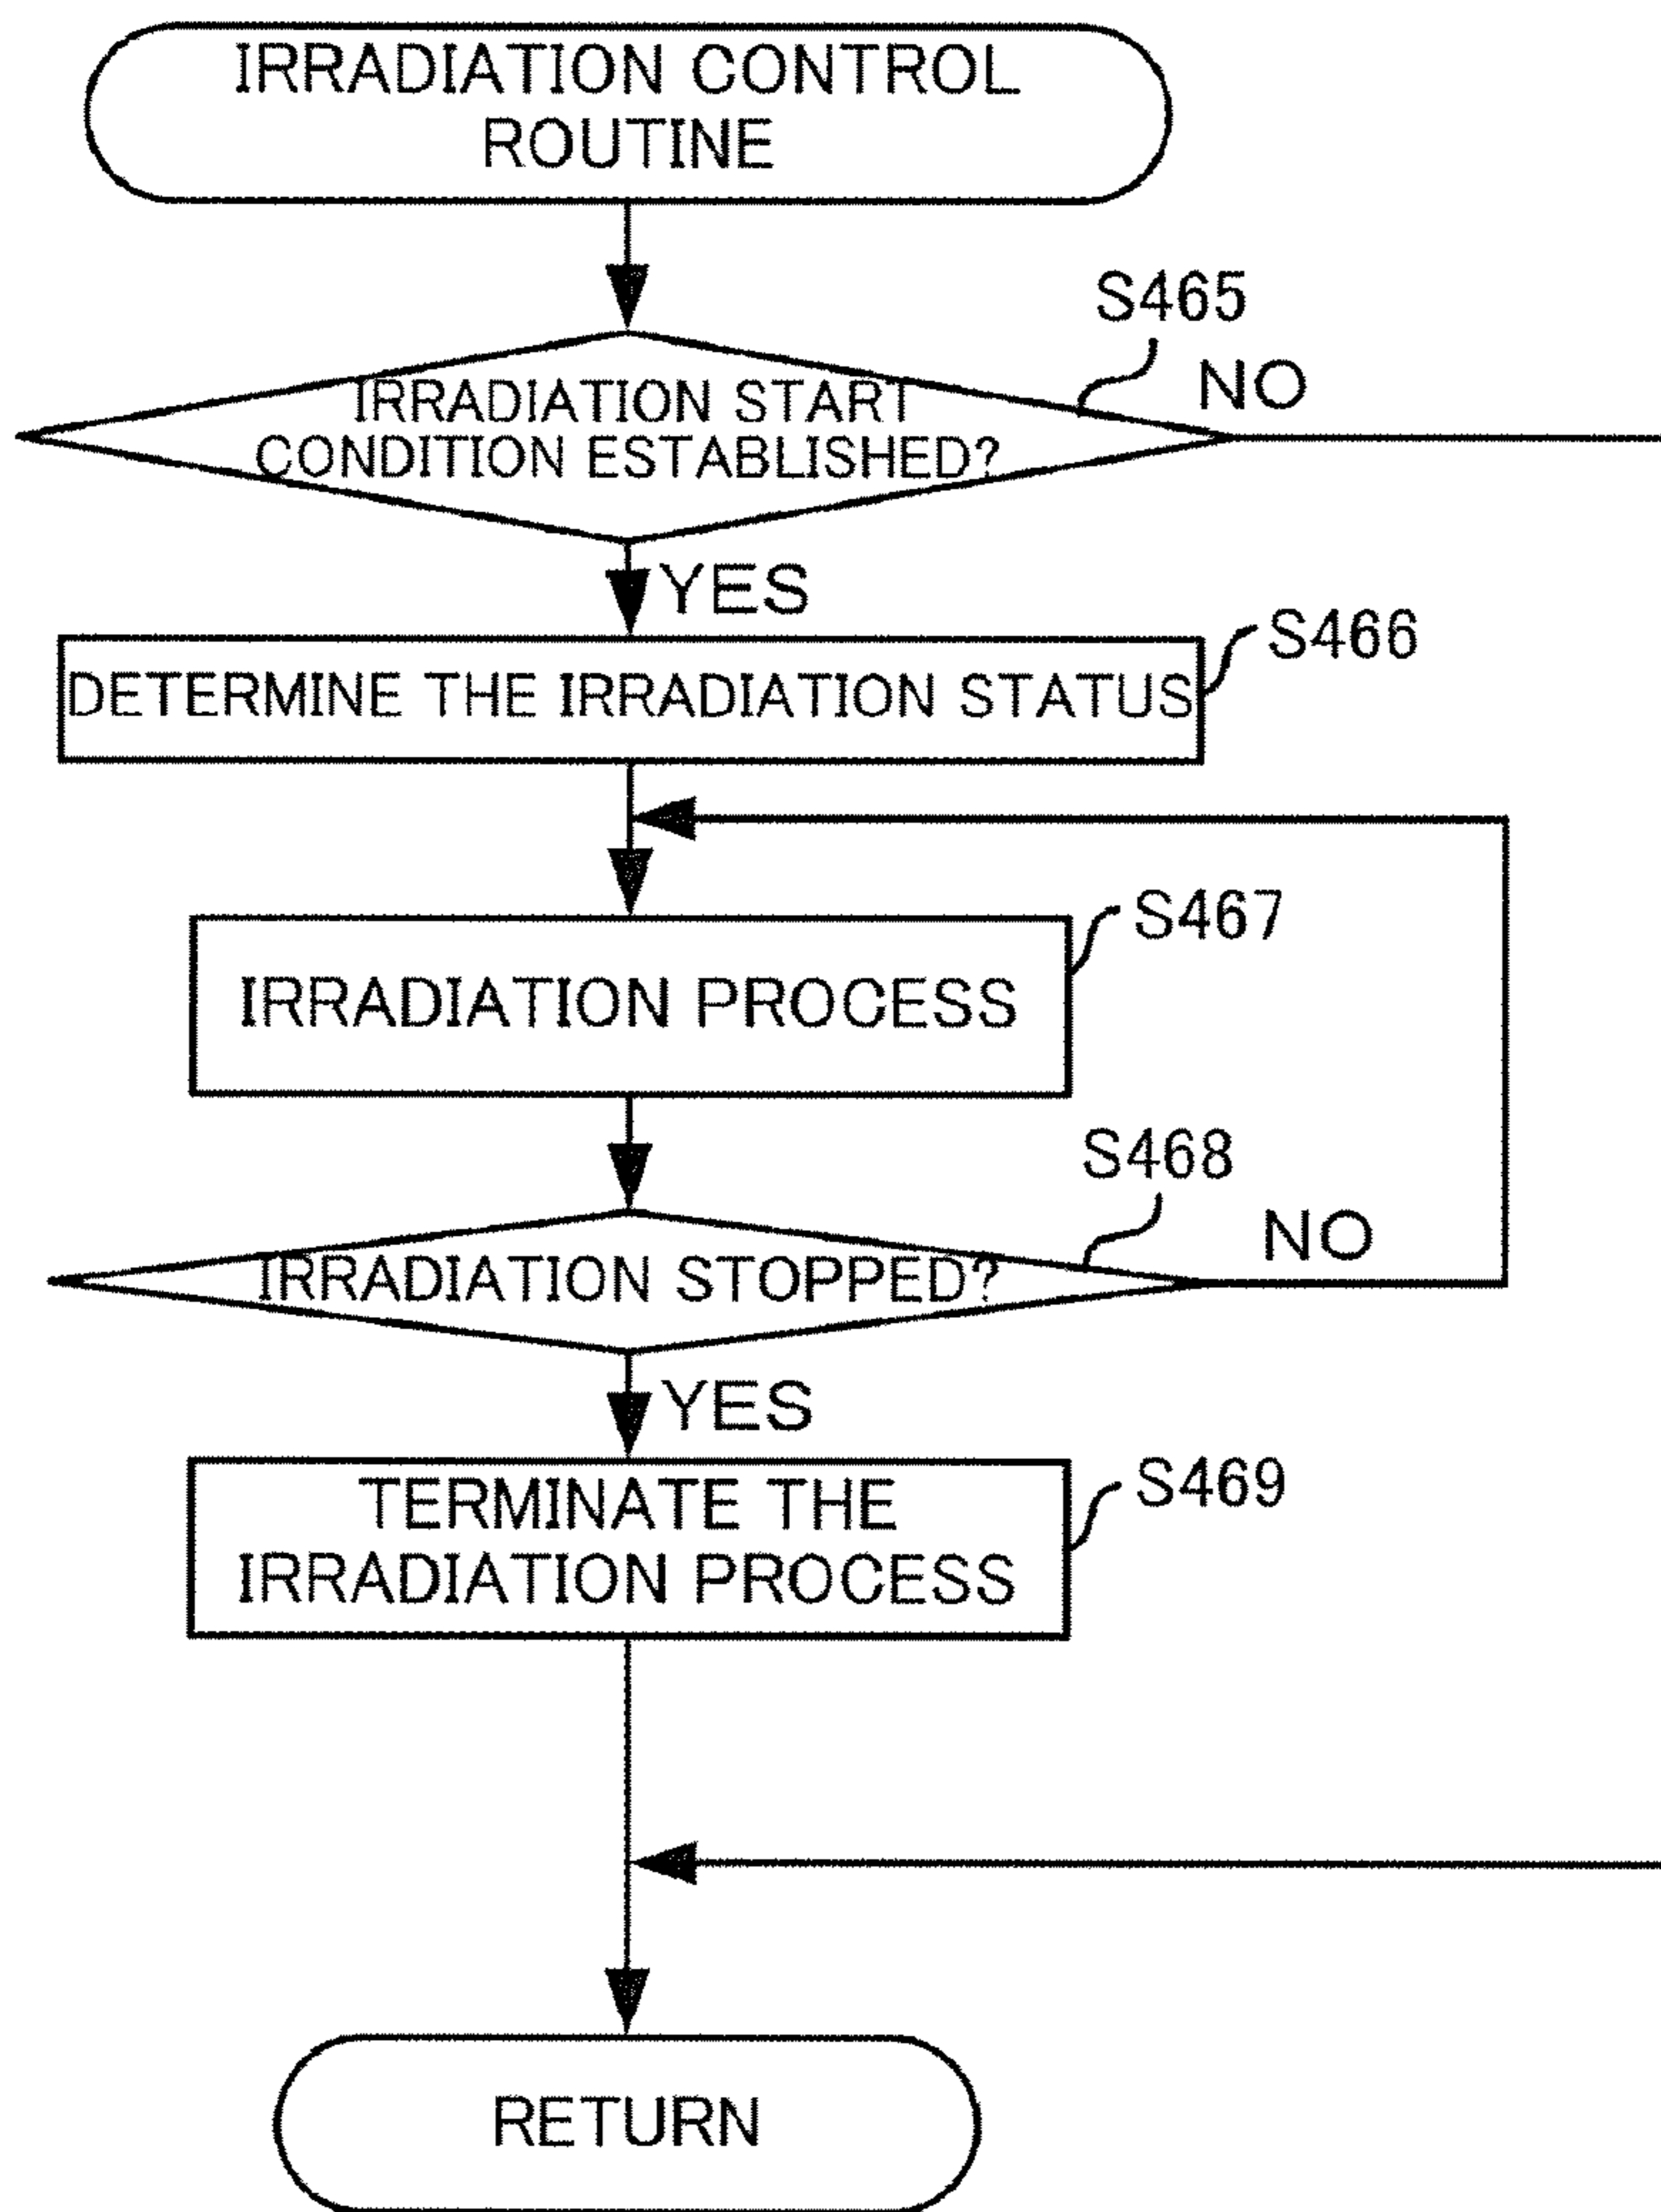 IRRADIATION CONTROL
ROUTINE
S465
IRRADIATION START
CONDITION ESTABLISHED?
NO
YES
S466
DETERMINE THE IRRADIATION STATUS
S467
IRRADIATION PROCESS
S468
IRRADIATION STOPPED?
NO
YES
S469
TERMINATE THE
IRRADIATION PROCESS
RETURN